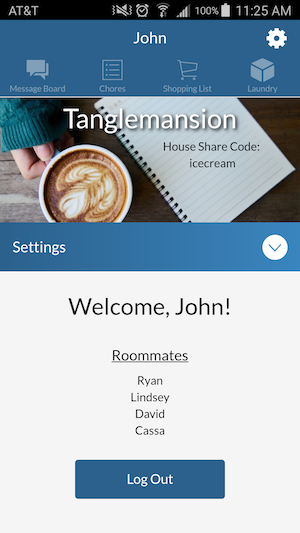 AT&T 100% 11:25 AM
John
Message Board Chores Shopping List Laundry
Tanglemansion
House Share Code:
icecream
Settings
Welcome, John!
Roommates
Ryan
Lindsey
David
Cassa
Log Out